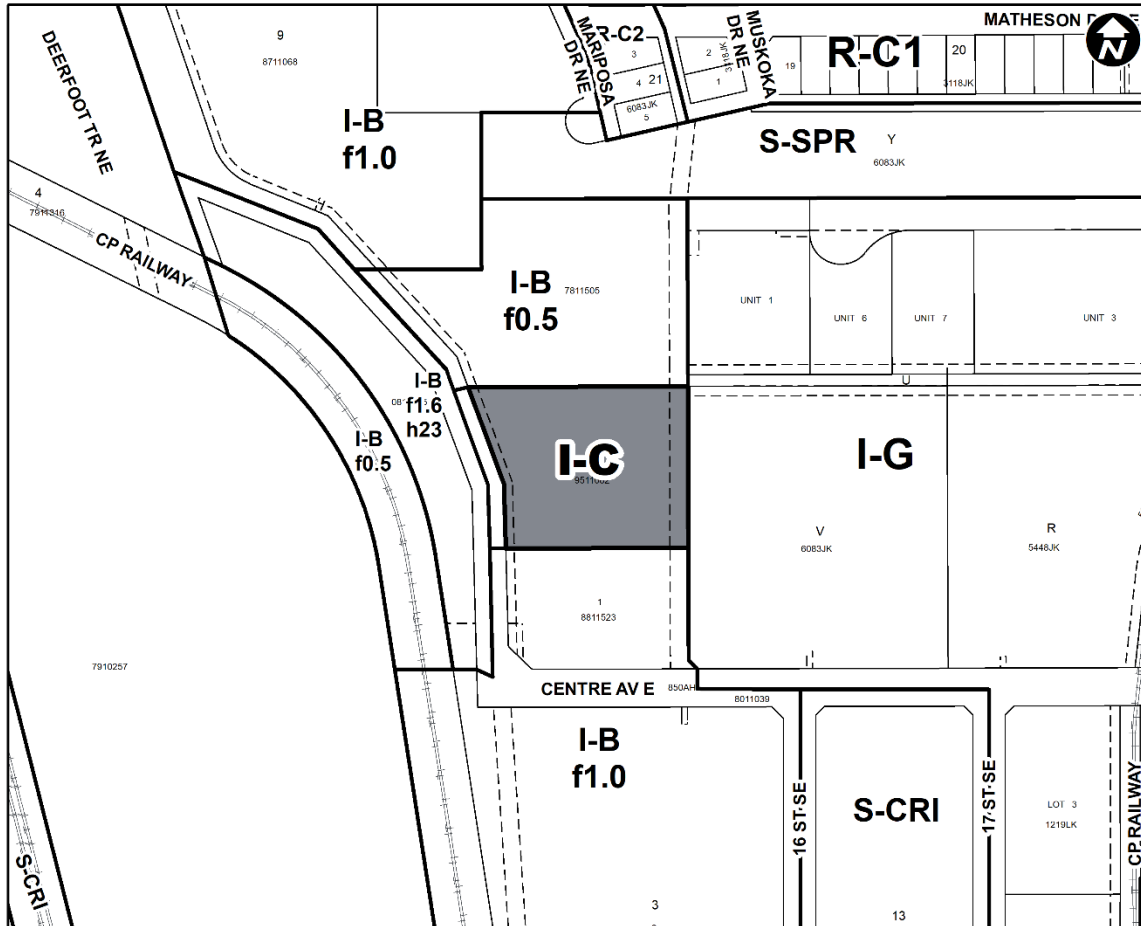 MATHESON
N
DEERFOOT TR NE
9
8711068
MARIPOSA
DR NE
R-C2
3
4
21
6083JK
5
MUSKOKA
DR NE
2
3118JK
1
19
R-C1
20
3118JK
I-B
f1.0
S-SPR
Y
6083JK
4
7911316
CP RAILWAY
I-B
f0.5
7811505
UNIT 1
UNIT 6
UNIT 7
UNIT 3
I-B
f1.6
h23
I-B
f0.5
I-C
I-G
V
6083JK
R
5448JK
1
8811523
7910257
CENTRE AV E
850AH
8011039
I-B
f1.0
16 ST SE
S-CRI
17 ST SE
LOT 3
1219LK
CP RAILWAY
S-CRI
3
13